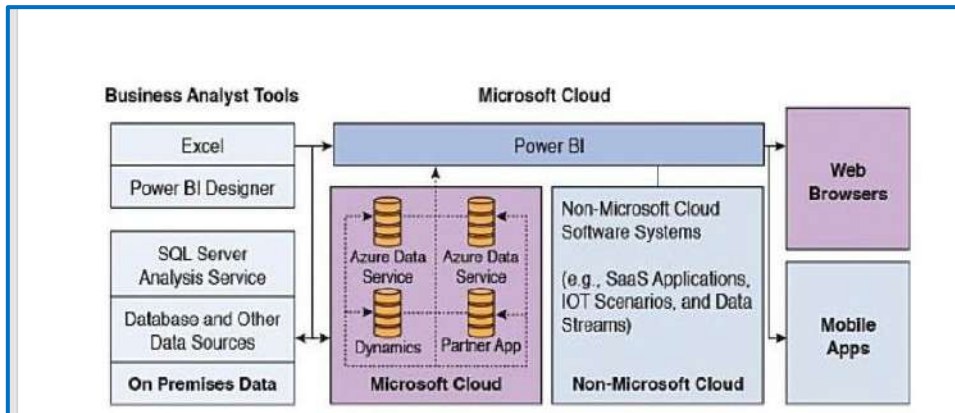 Business Analyst Tools
Microsoft Cloud
Excel
Power BI
Power BI Designer
Web
Browsers
SQL Server
Analysis Service
Database and Other
Data Sources
On Premises Data
Azure Data
Service
Azure Data
Service
Dynamics
Partner App
Microsoft Cloud
Non-Microsoft Cloud
Software Systems
(e.g., SaaS Applications,
IOT Scenarios, and Data
Streams)
Non-Microsoft Cloud
Mobile
Apps